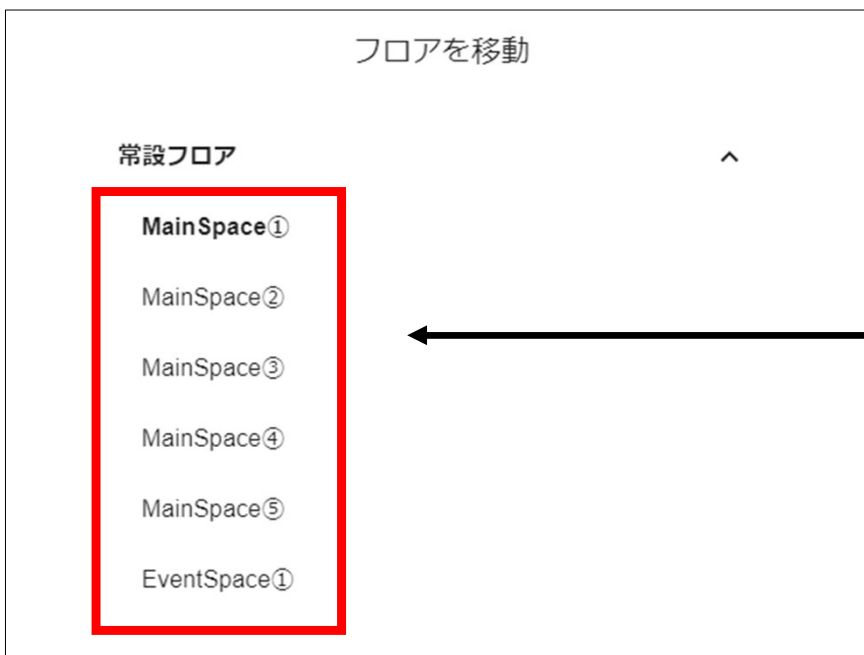 フロアを移動
常設フロア
MainSpace①
MainSpace②
MainSpace③
MainSpace④
MainSpace⑤
EventSpace①